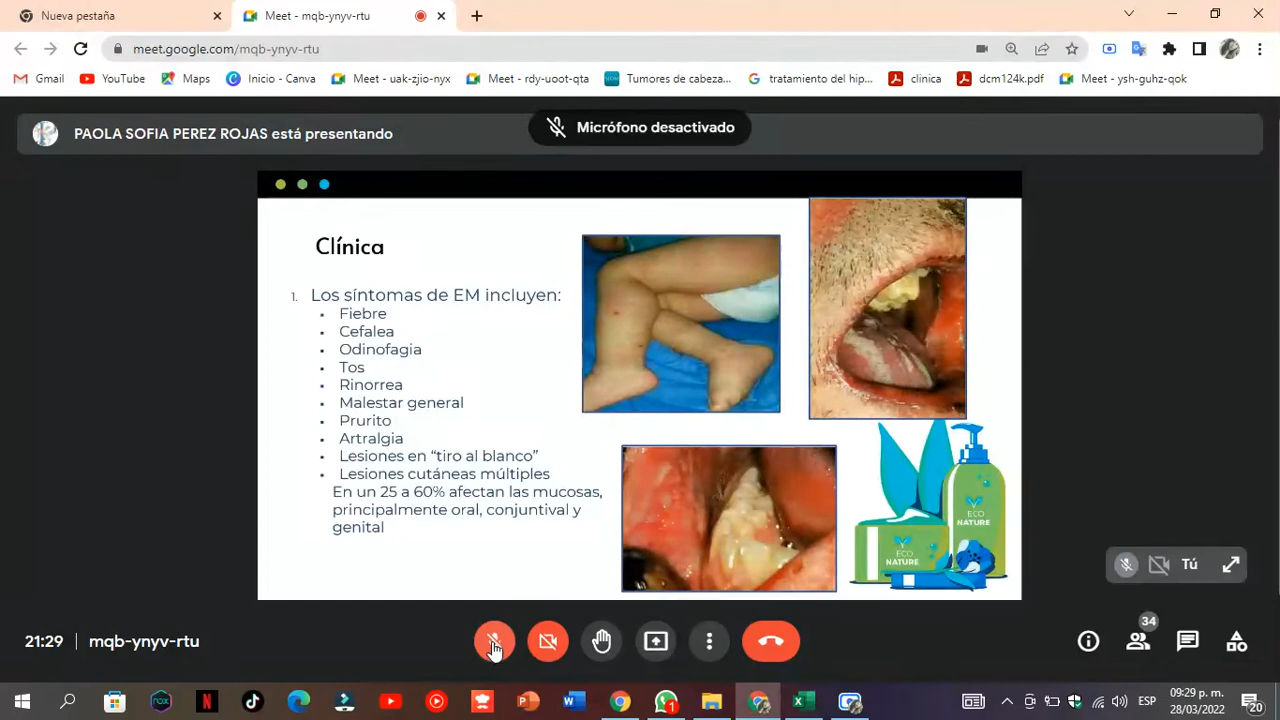 Nueva pestaña
Meet - mqb-ynyv-rtu
meet.google.com/mqb-ynyv-rtu
Gmail
YouTube
Maps
Inicio - Canva
Meet - uak-zjio-nyx
Meet - rdy-uoot-qta
Tumores de cabeza...
tratamiento del hip...
clinica
dcm124k.pdf
Meet - ysh-guhz-qok
PAOLA SOFIA PEREZ ROJAS está presentando
Micrófono desactivado
Clínica
1. Los síntomas de EM incluyen:
▪ Fiebre
▪ Cefalea
▪ Odinofagia
▪ Tos
▪ Rinorrea
▪ Malestar general
▪ Prurito
▪ Artralgia
▪ Lesiones en “tiro al blanco”
▪ Lesiones cutáneas múltiples
En un 25 a 60% afectan las mucosas,
principalmente oral, conjuntival y
genital
ECO
NATURE
ECO
NATURE
Tú
21:29
mqb-ynyv-rtu
34
1
ESP
09:29 p. m.
28/03/2022
20